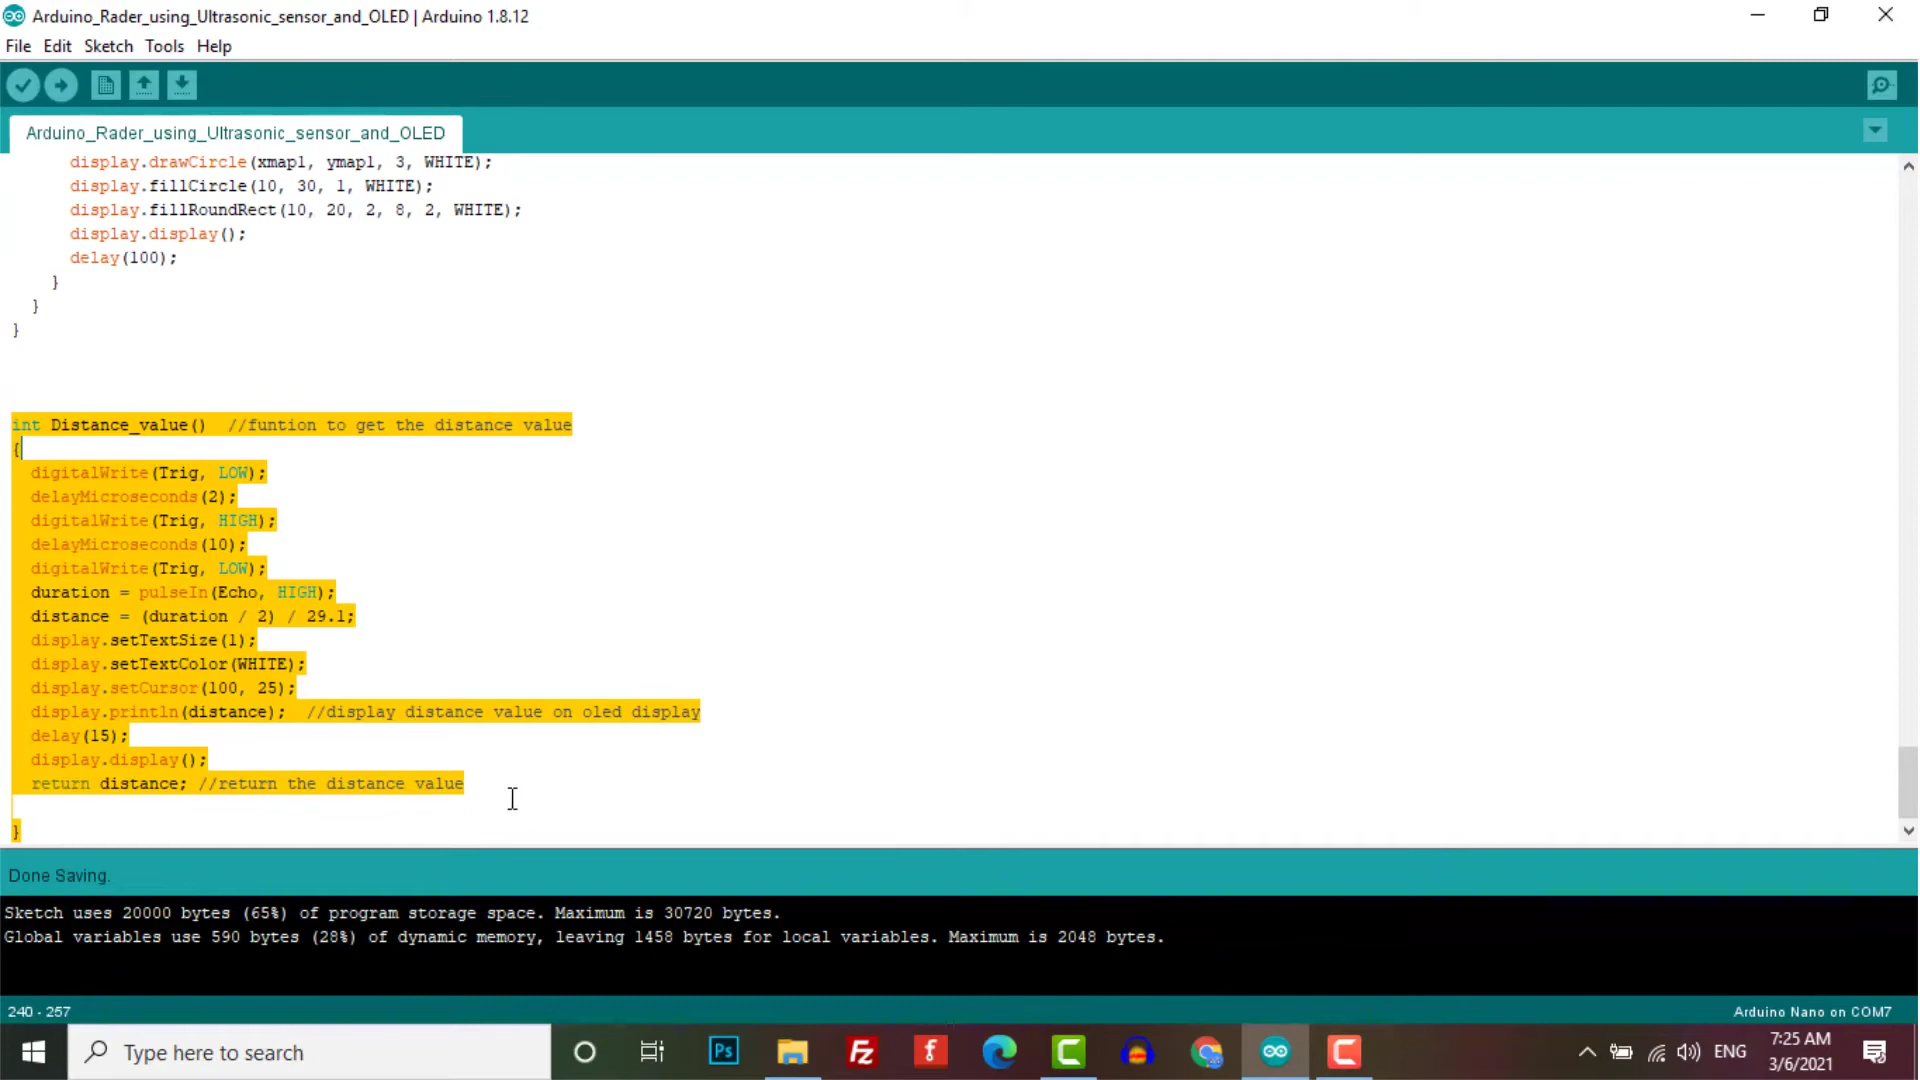 Arduino_Rader_using_Ultrasonic_sensor_and_OLED | Arduino 1.8.12
File Edit Sketch Tools Help
Arduino_Rader_using_Ultrasonic_sensor_and_OLED
display.drawCircle(xmap1, ymap1, 3, WHITE);
display.fillCircle(10, 30, 1, WHITE);
display.fillRoundRect(10, 20, 2, 8, 2, WHITE);
display.display();
delay(100);
}
}
}
int Distance_value()  //funtion to get the distance value
{
digitalWrite(Trig, LOW);
delayMicroseconds(2);
digitalWrite(Trig, HIGH);
delayMicroseconds(10);
digitalWrite(Trig, LOW);
duration = pulseIn(Echo, HIGH);
distance = (duration / 2) / 29.1;
display.setTextSize(1);
display.setTextColor(WHITE);
display.setCursor(100, 25);
display.println(distance);  //display distance value on oled display
delay(15);
display.display();
return distance; //return the distance value
}
Done Saving.
Sketch uses 20000 bytes (65%) of program storage space. Maximum is 30720 bytes.
Global variables use 590 bytes (28%) of dynamic memory, leaving 1458 bytes for local variables. Maximum is 2048 bytes.
240 - 257
Arduino Nano on COM7
Type here to search
Ps
Fz
f
C
C
ENG
7:25 AM
3/6/2021